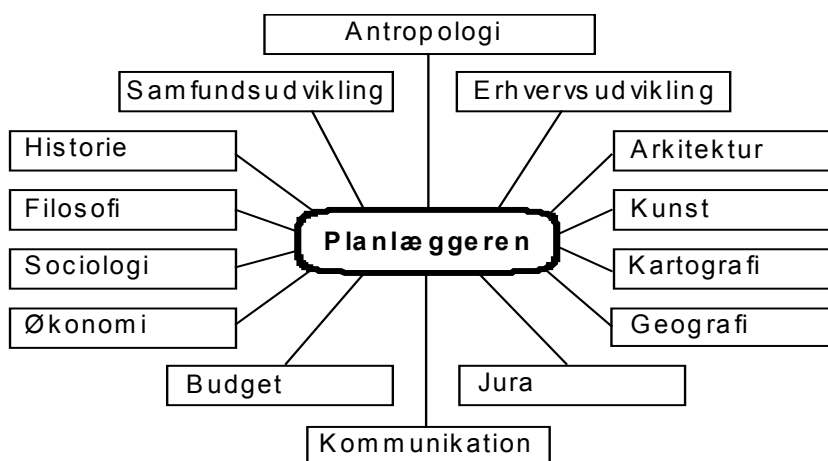 Antropologi
Samfundsudvikling
Erhvervsudvikling
Historie
Arkitektur
Filosofi
Kunst
Planlæggeren
Sociologi
Kartografi
Økonomi
Geografi
Budget
Jura
Kommunikation